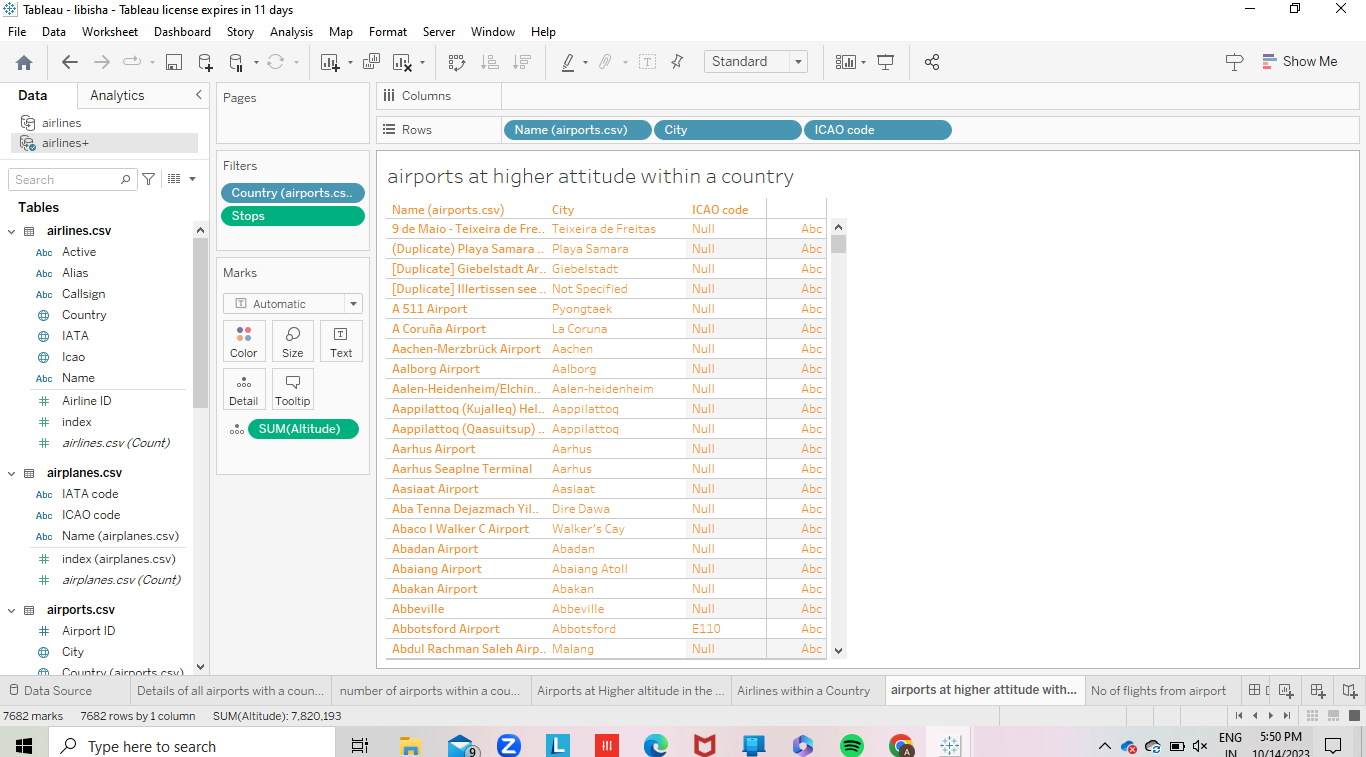 Tableau - libisha - Tableau license expires in 11 days
File Data Worksheet Dashboard Story Analysis Map Format Server Window Help
Standard
Show Me
Data Analytics
airlines
airlines+
Search
Tables
airlines.csv
Abc Active
Abc Alias
Abc Callsign
Country
IATA
Icao
Abc Name
# Airline ID
# index
# airlines.csv (Count)
airplanes.csv
Abc IATA code
Abc ICAO code
Abc Name (airplanes.csv)
# index (airplanes.csv)
# airplanes.csv (Count)
airports.csv
# Airport ID
City
Country (airports.csv)
Pages
Filters
Country (airports.cs..
Stops
Marks
Automatic
Color Size Text
Detail Tooltip
SUM(Altitude)
Columns
Rows Name (airports.csv) City ICAO code
airports at higher attitude within a country
Name (airports.csv) City ICAO code
9 de Maio - Teixeira de Fre.. Teixeira de Freitas Null Abc
(Duplicate) Playa Samara .. Playa Samara Null Abc
[Duplicate] Giebelstadt Ar.. Giebelstadt Null Abc
[Duplicate] Illertissen see .. Not Specified Null Abc
A 511 Airport Pyongtaek Null Abc
A Coruña Airport La Coruna Null Abc
Aachen-Merzbrück Airport Aachen Null Abc
Aalborg Airport Aalborg Null Abc
Aalen-Heidenheim/Elchin.. Aalen-heidenheim Null Abc
Aappilattoq (Kujalleq) Hel.. Aappilattoq Null Abc
Aappilattoq (Qaasuitsup) .. Aappilattoq Null Abc
Aarhus Airport Aarhus Null Abc
Aarhus Seaplne Terminal Aarhus Null Abc
Aasiaat Airport Aasiaat Null Abc
Aba Tenna Dejazmach Yil.. Dire Dawa Null Abc
Abaco I Walker C Airport Walker's Cay Null Abc
Abadan Airport Abadan Null Abc
Abaiang Airport Abaiang Atoll Null Abc
Abakan Airport Abakan Null Abc
Abbeville Abbeville Null Abc
Abbotsford Airport Abbotsford E110 Abc
Abdul Rachman Saleh Airp.. Malang Null Abc
Data Source Details of all airports with a coun... number of airports within a cou... Airports at Higher altitude in the ... Airlines within a Country airports at higher attitude with... No of flights from airport
7682 marks 7682 rows by 1 column SUM(Altitude): 7,820,193
Type here to search
9
L
A
ENG
IN
5:50 PM
10/14/2023